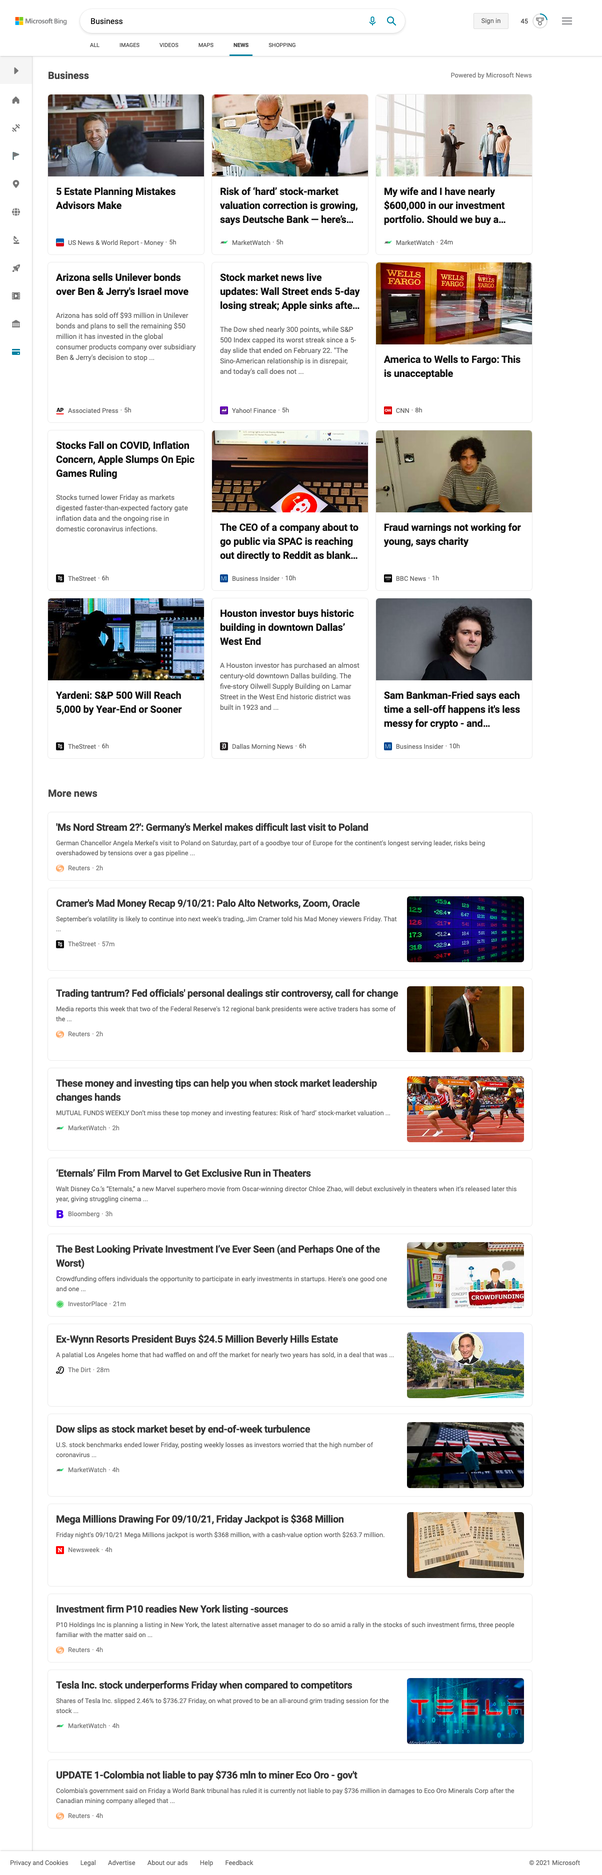 Microsoft Bing
Business
Sign in
45
ALL
IMAGES
VIDEOS
MAPS
NEWS
SHOPPING
Business
Powered by Microsoft News
5 Estate Planning Mistakes
Advisors Make
US News & World Report - Money · 5h
Risk of 'hard' stock-market
valuation correction is growing,
says Deutsche Bank — here's...
MarketWatch · 5h
My wife and I have nearly
$600,000 in our investment
portfolio. Should we buy a...
MarketWatch · 24m
Arizona sells Unilever bonds
over Ben & Jerry's Israel move
Arizona has sold off $93 million in Unilever
bonds and plans to sell the remaining $50
million it has invested in the global
consumer products company over subsidiary
Ben & Jerry's decision to stop ...
AP
Associated Press · 5h
Stock market news live
updates: Wall Street ends 5-day
losing streak; Apple sinks afte...
The Dow shed nearly 300 points, while S&P
500 Index capped its worst streak since a 5-
day slide that ended on February 22. "The
Sino-American relationship is in disrepair,
and today's call does not ...
Yahoo! Finance · 5h
WELLS
FARGO
WELLS
FARGO
WELLS
FARGO
America to Wells to Fargo: This
is unacceptable
CNN · 8h
Stocks Fall on COVID, Inflation
Concern, Apple Slumps On Epic
Games Ruling
Stocks turned lower Friday as markets
digested faster-than-expected factory gate
inflation data and the ongoing rise in
domestic coronavirus infections.
TheStreet · 6h
The CEO of a company about to
go public via SPAC is reaching
out directly to Reddit as blank...
Business Insider · 10h
Fraud warnings not working for
young, says charity
BBC News · 1h
Yardeni: S&P 500 Will Reach
5,000 by Year-End or Sooner
TheStreet · 6h
Houston investor buys historic
building in downtown Dallas'
West End
A Houston investor has purchased an almost
century-old downtown Dallas building. The
five-story Oilwell Supply Building on Lamar
Street in the West End historic district was
built in 1923 and ...
Dallas Morning News · 6h
Sam Bankman-Fried says each
time a sell-off happens it's less
messy for crypto - and...
Business Insider · 10h
More news
'Ms Nord Stream 2?': Germany's Merkel makes difficult last visit to Poland
German Chancellor Angela Merkel's visit to Poland on Saturday, part of a goodbye tour of Europe for the continent's longest serving leader, risks being
overshadowed by tensions over a gas pipeline ...
Reuters · 2h
Cramer's Mad Money Recap 9/10/21: Palo Alto Networks, Zoom, Oracle
September's volatility is likely to continue into next week's trading, Jim Cramer told his Mad Money viewers Friday. That
...
TheStreet · 57m
Trading tantrum? Fed officials' personal dealings stir controversy, call for change
Media reports this week that two of the Federal Reserve's 12 regional bank presidents were active traders has some of
the ...
Reuters · 2h
These money and investing tips can help you when stock market leadership
changes hands
MUTUAL FUNDS WEEKLY Don't miss these top money and investing features: Risk of 'hard' stock-market valuation ...
MarketWatch · 2h
'Eternals' Film From Marvel to Get Exclusive Run in Theaters
Walt Disney Co.'s "Eternals," a new Marvel superhero movie from Oscar-winning director Chloe Zhao, will debut exclusively in theaters when it's released later this
year, giving struggling cinema ...
B
Bloomberg · 3h
The Best Looking Private Investment I've Ever Seen (and Perhaps One of the
Worst)
Crowdfunding offers individuals the opportunity to participate in early investments in startups. Here's one good one
and one ...
InvestorPlace · 21m
CROWDFUNDING
Ex-Wynn Resorts President Buys $24.5 Million Beverly Hills Estate
A palatial Los Angeles home that had waffled on and off the market for nearly two years has sold, in a deal that was ...
The Dirt · 28m
Dow slips as stock market beset by end-of-week turbulence
U.S. stock benchmarks ended lower Friday, posting weekly losses as investors worried that the high number of
coronavirus ...
MarketWatch · 4h
Mega Millions Drawing For 09/10/21, Friday Jackpot is $368 Million
Friday night's 09/10/21 Mega Millions jackpot is worth $368 million, with a cash-value option worth $263.7 million.
N
Newsweek · 4h
Investment firm P10 readies New York listing -sources
P10 Holdings Inc is planning a listing in New York, the latest alternative asset manager to do so amid a rally in the stocks of such investment firms, three people
familiar with the matter said on ...
Reuters · 4h
Tesla Inc. stock underperforms Friday when compared to competitors
Shares of Tesla Inc. slipped 2.46% to $736.27 Friday, on what proved to be an all-around grim trading session for the
stock ...
MarketWatch · 4h
TESLA
UPDATE 1-Colombia not liable to pay $736 mln to miner Eco Oro - gov't
Colombia's government said on Friday a World Bank tribunal has ruled it is currently not liable to pay $736 million in damages to Eco Oro Minerals Corp after the
Canadian mining company alleged that ...
Reuters · 4h
Privacy and Cookies
Legal
Advertise
About our ads
Help
Feedback
© 2021 Microsoft